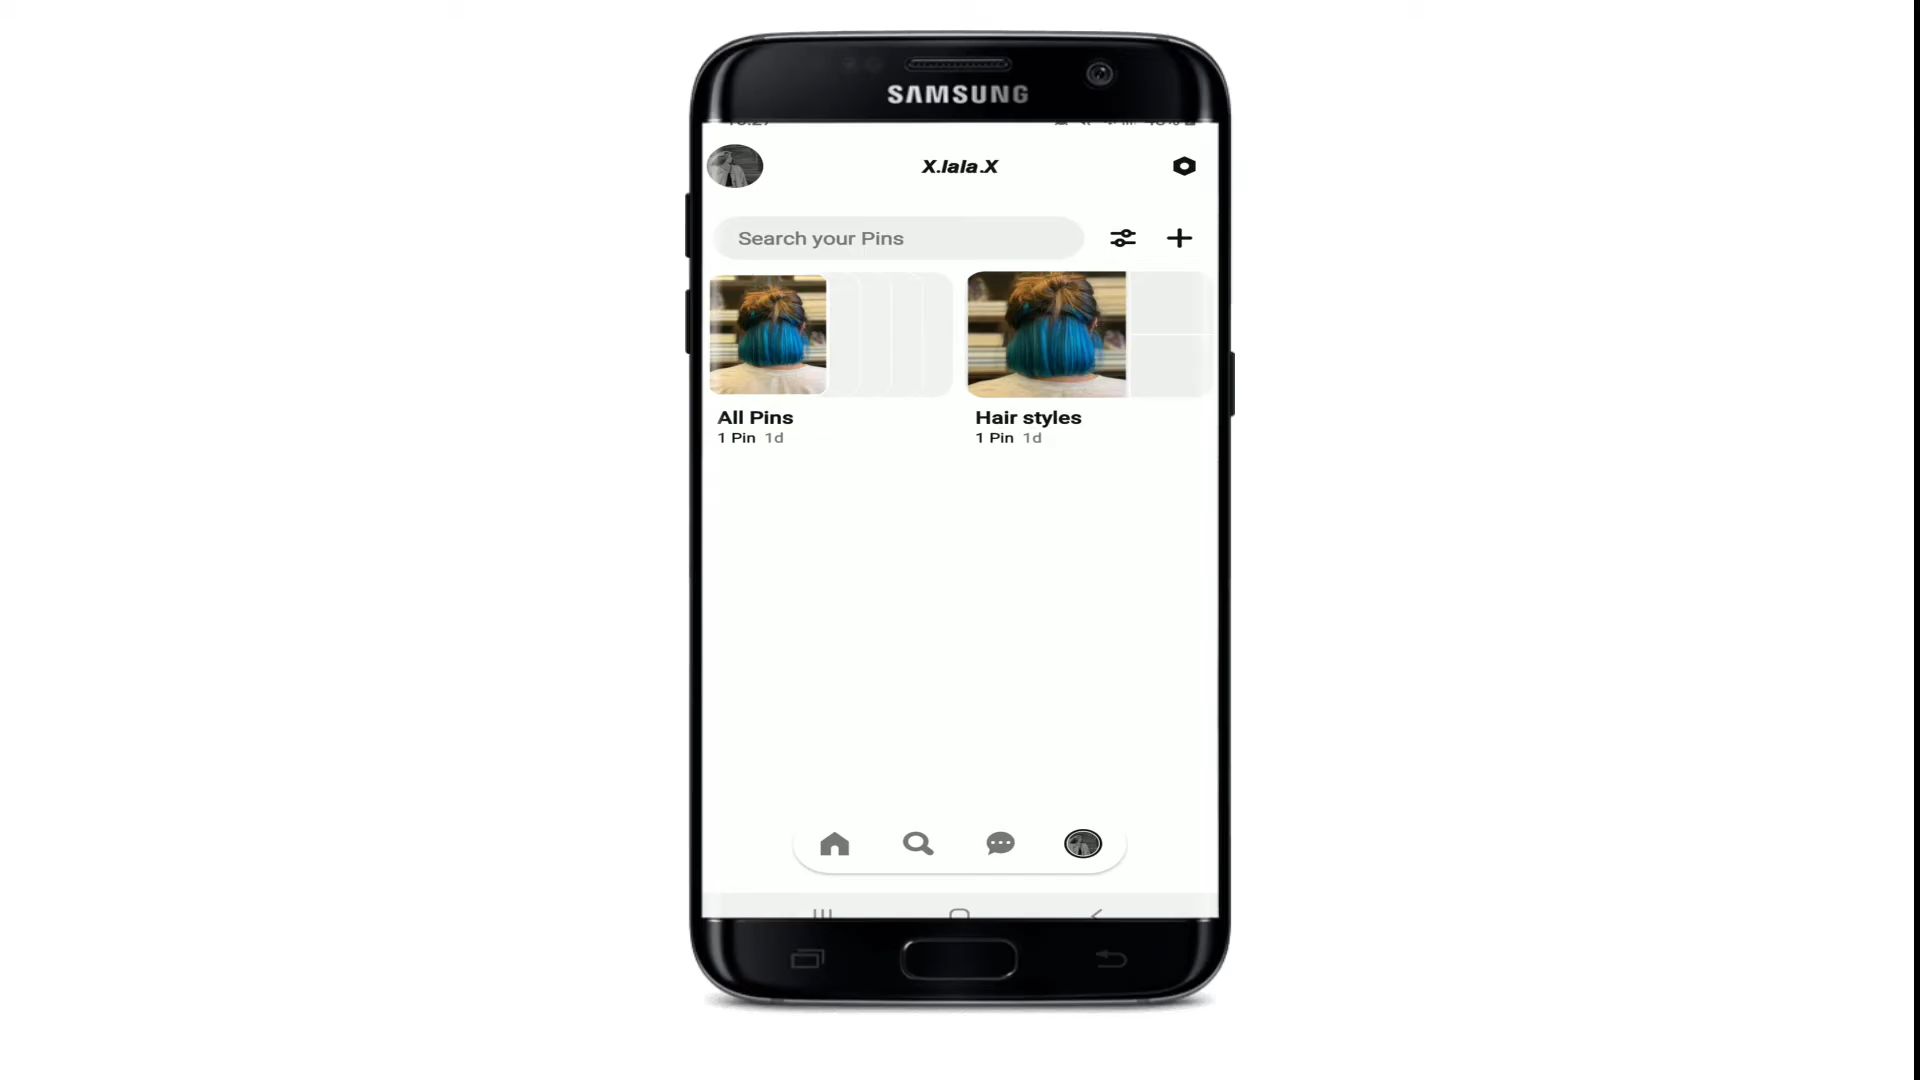 SAMSUNG
X.lala.X
Search your Pins
All Pins
1 Pin 1d
Hair styles
1 Pin 1d